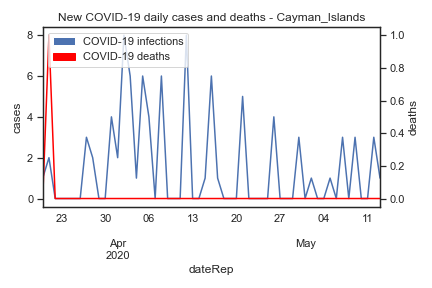 New COVID-19 daily cases and deaths - Cayman_Islands
COVID-19 infections
COVID-19 deaths
8
6
4
2
0
cases
1.0
0.8
0.6
0.4
0.2
0.0
deaths
23 30 06 13 20 27 04 11
Apr May
2020
dateRep